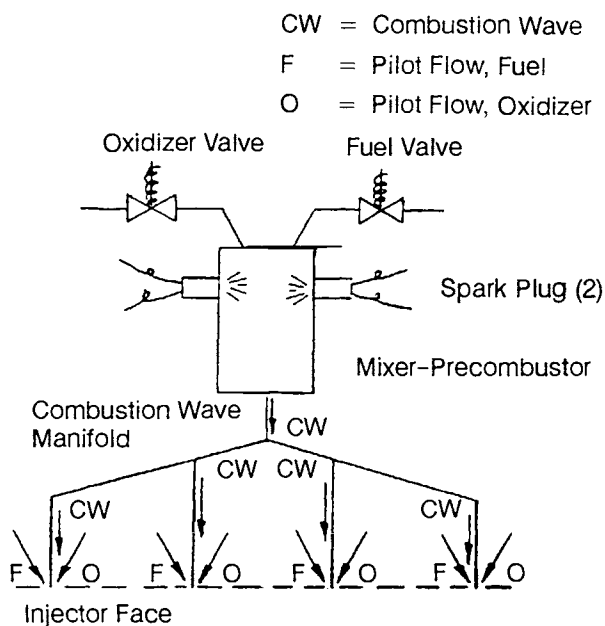 CW = Combustion Wave
F = Pilot Flow, Fuel
O = Pilot Flow, Oxidizer
Oxidizer Valve
Fuel Valve
Spark Plug (2)
Mixer-Precombustor
Combustion Wave
Manifold
CW
CW
CW
CW
CW
F
O
F
O
F
O
F
O
Injector Face